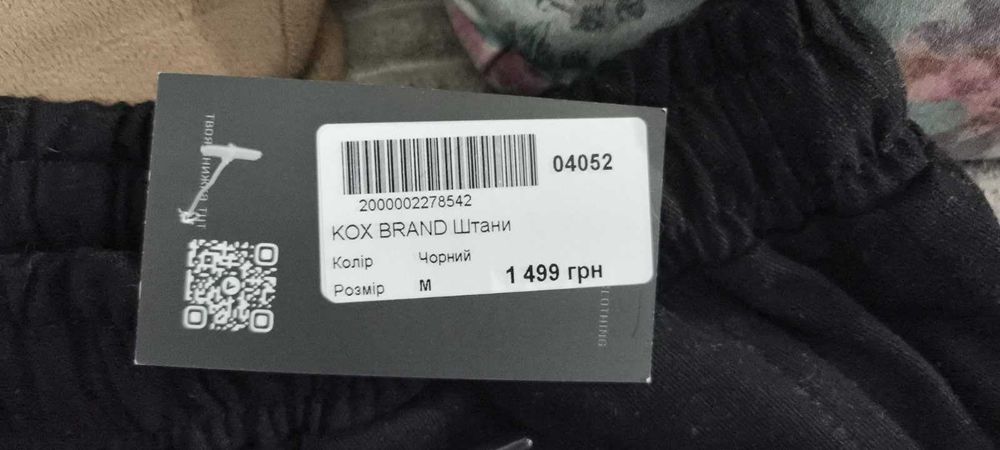 04052
2000002278542
KOX BRAND Штани
Колір Чорний
Розмір М
1 499 грн